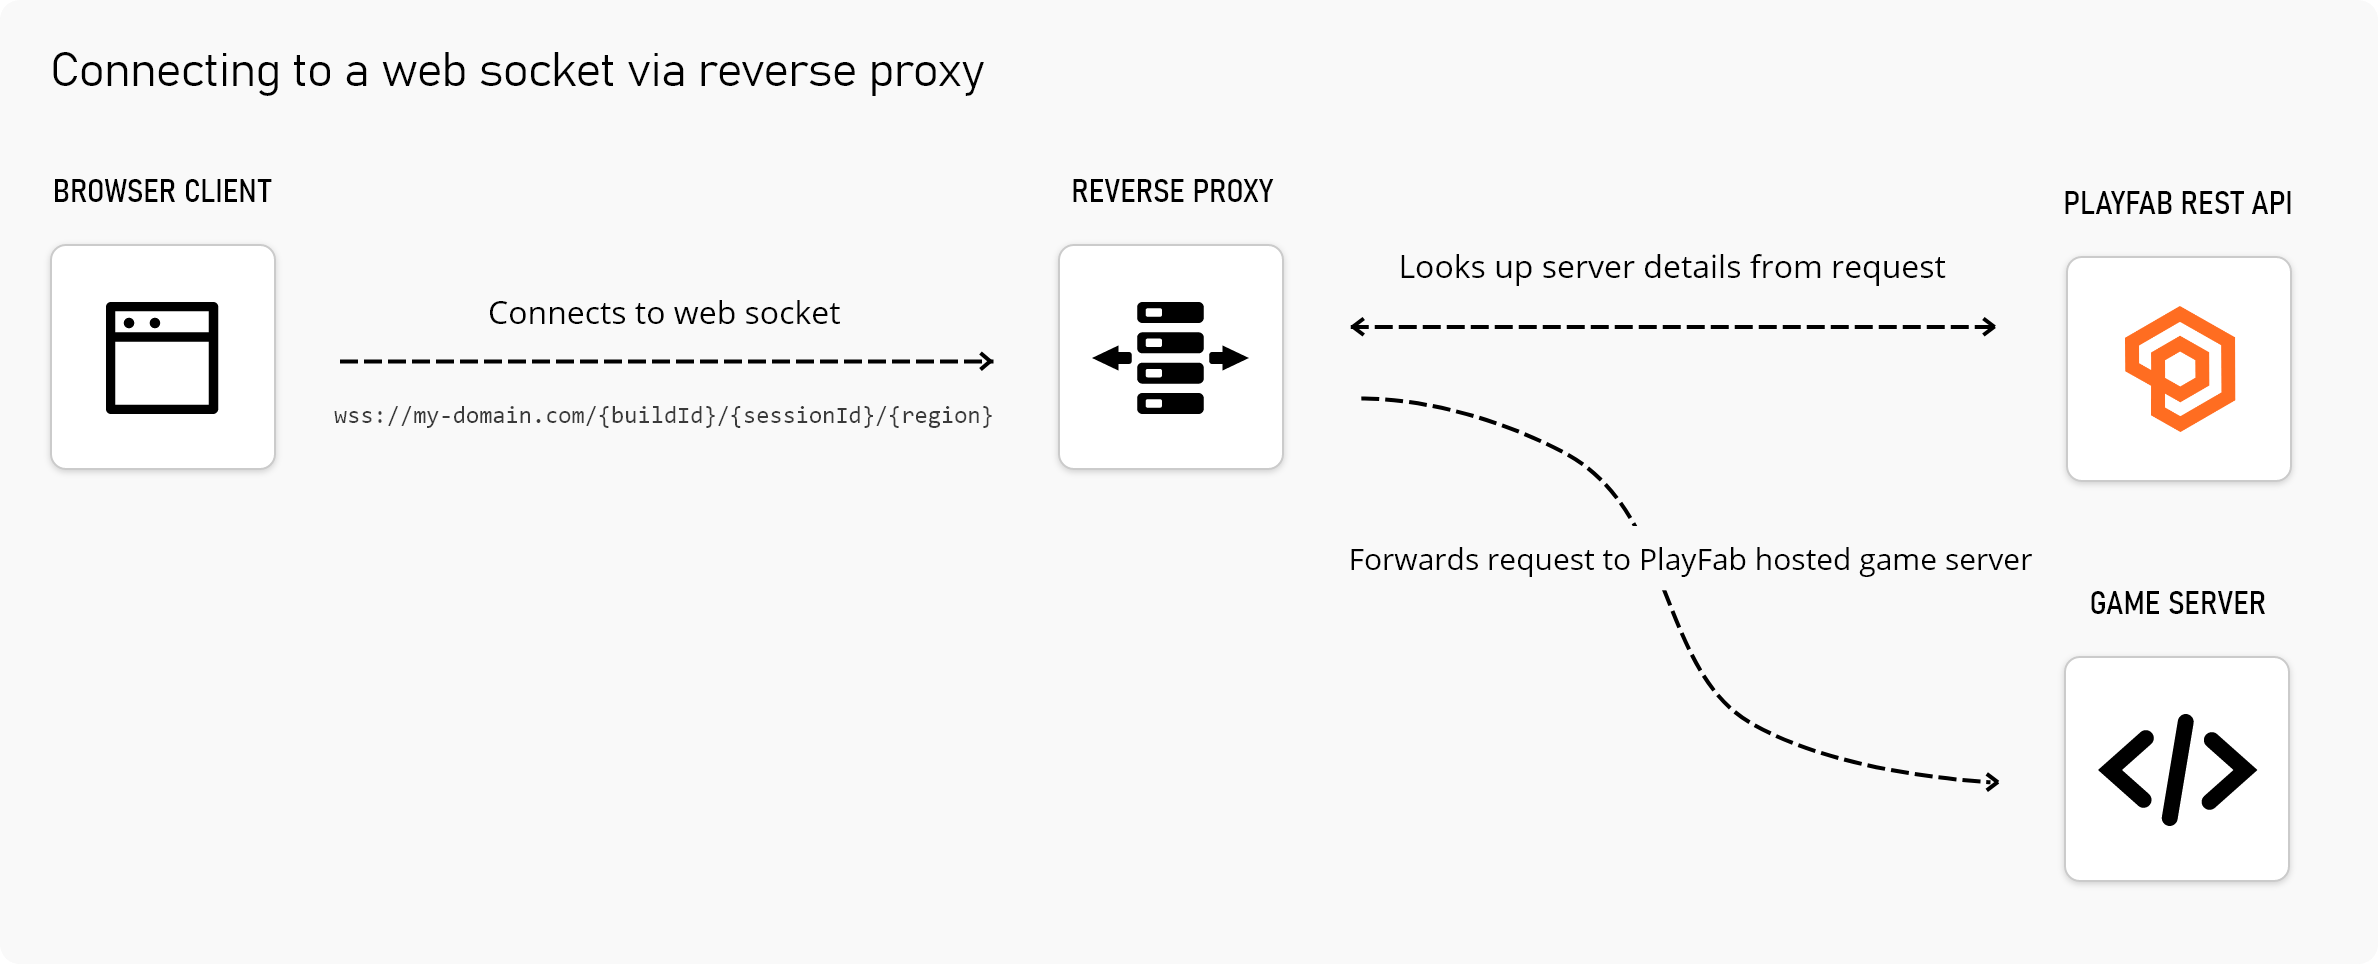 Connecting to a web socket via reverse proxy
BROWSER CLIENT
REVERSE PROXY
PLAYFAB REST API
Connects to web socket
Looks up server details from request
wss://my-domain.com/{buildId}/{sessionId}/{region}
Forwards request to PlayFab hosted game server
GAME SERVER